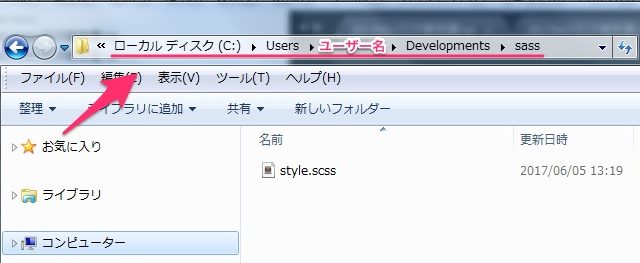 « ローカル ディスク (C:) ▸ Users ▸ ユーザー名 ▸ Developments ▸ sass
ファイル(F) 編集(E) 表示(V) ツール(T) ヘルプ(H)
整理 ▾ ライブラリに追加 ▾ 共有 ▾ 新しいフォルダー
お気に入り
ライブラリ
コンピューター
名前 更新日時
style.scss 2017/06/05 13:19